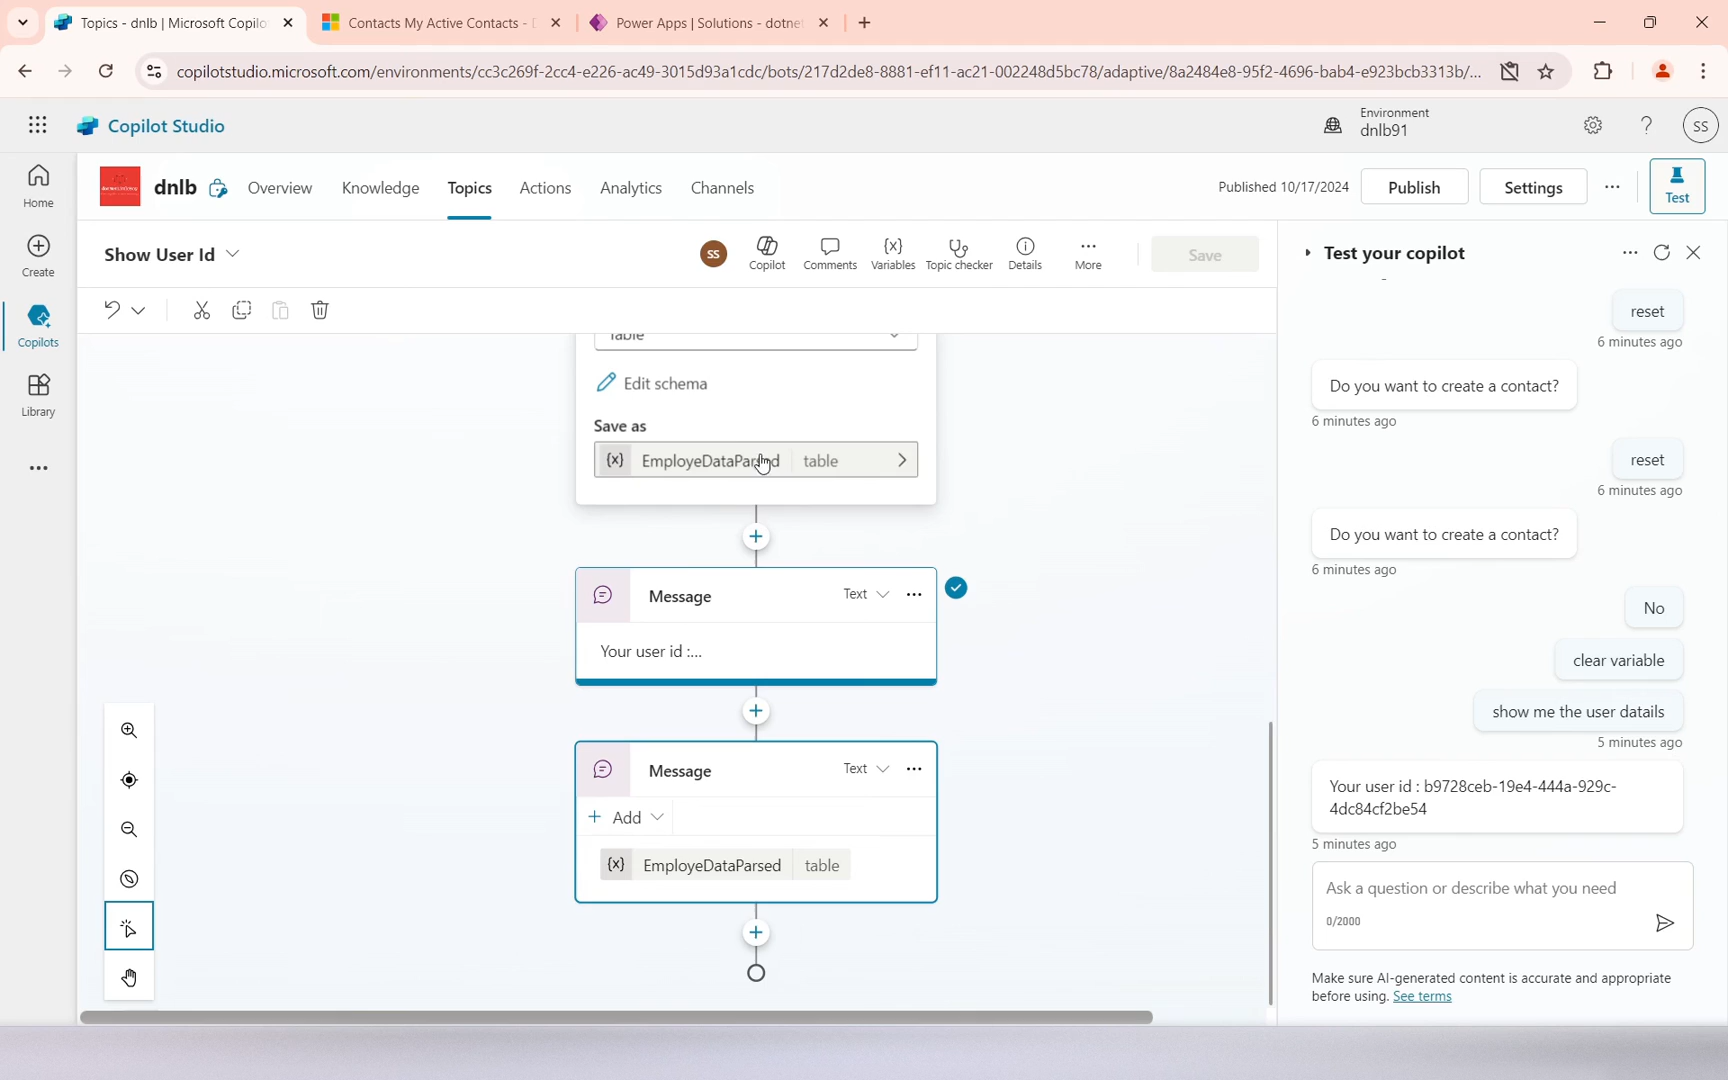 Topics - dnlb | Microsoft Copilo
Contacts My Active Contacts - D
Power Apps | Solutions - dotne
copilotstudio.microsoft.com/environments/cc3c269f-2cc4-e226-ac49-3015d93a1cdc/bots/217d2de8-8881-ef11-ac21-002248d5bc78/adaptive/8a2484e8-95f2-4696-bab4-e923bcb3313b/...
Copilot Studio
Environment
dnlb91
SS
Home
Create
Copilots
Library
dnlb
Overview
Knowledge
Topics
Actions
Analytics
Channels
Published 10/17/2024
Publish
Settings
Test
Show User Id
SS
Copilot
Comments
Variables
Topic checker
Details
More
Save
Table
Edit schema
Save as
{x} EmployeDataParsed table
Message
Text
Your user id :...
Message
Text
+ Add
{x} EmployeDataParsed table
Test your copilot
reset
6 minutes ago
Do you want to create a contact?
6 minutes ago
reset
6 minutes ago
Do you want to create a contact?
6 minutes ago
No
clear variable
show me the user datails
5 minutes ago
Your user id : b9728ceb-19e4-444a-929c-
4dc84cf2be54
5 minutes ago
Ask a question or describe what you need
0/2000
Make sure AI-generated content is accurate and appropriate
before using. See terms